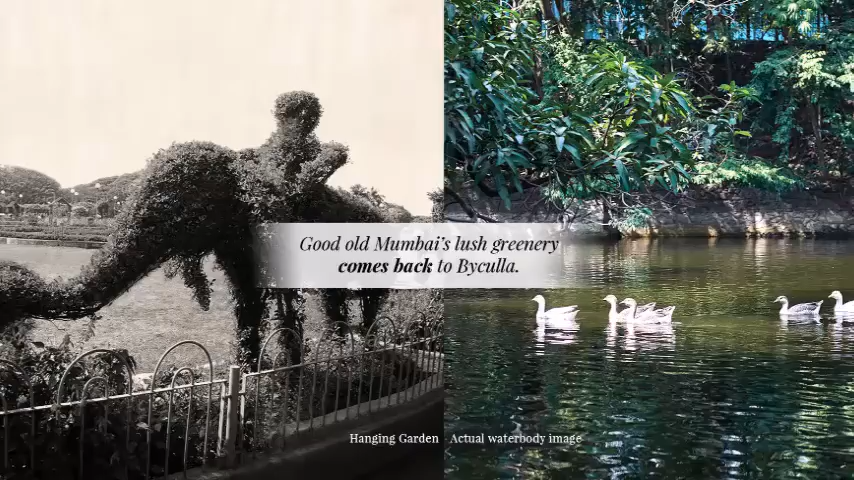 Good old Mumbai's lush greenery
comes back to Byculla.
Hanging Garden
Actual waterbody image